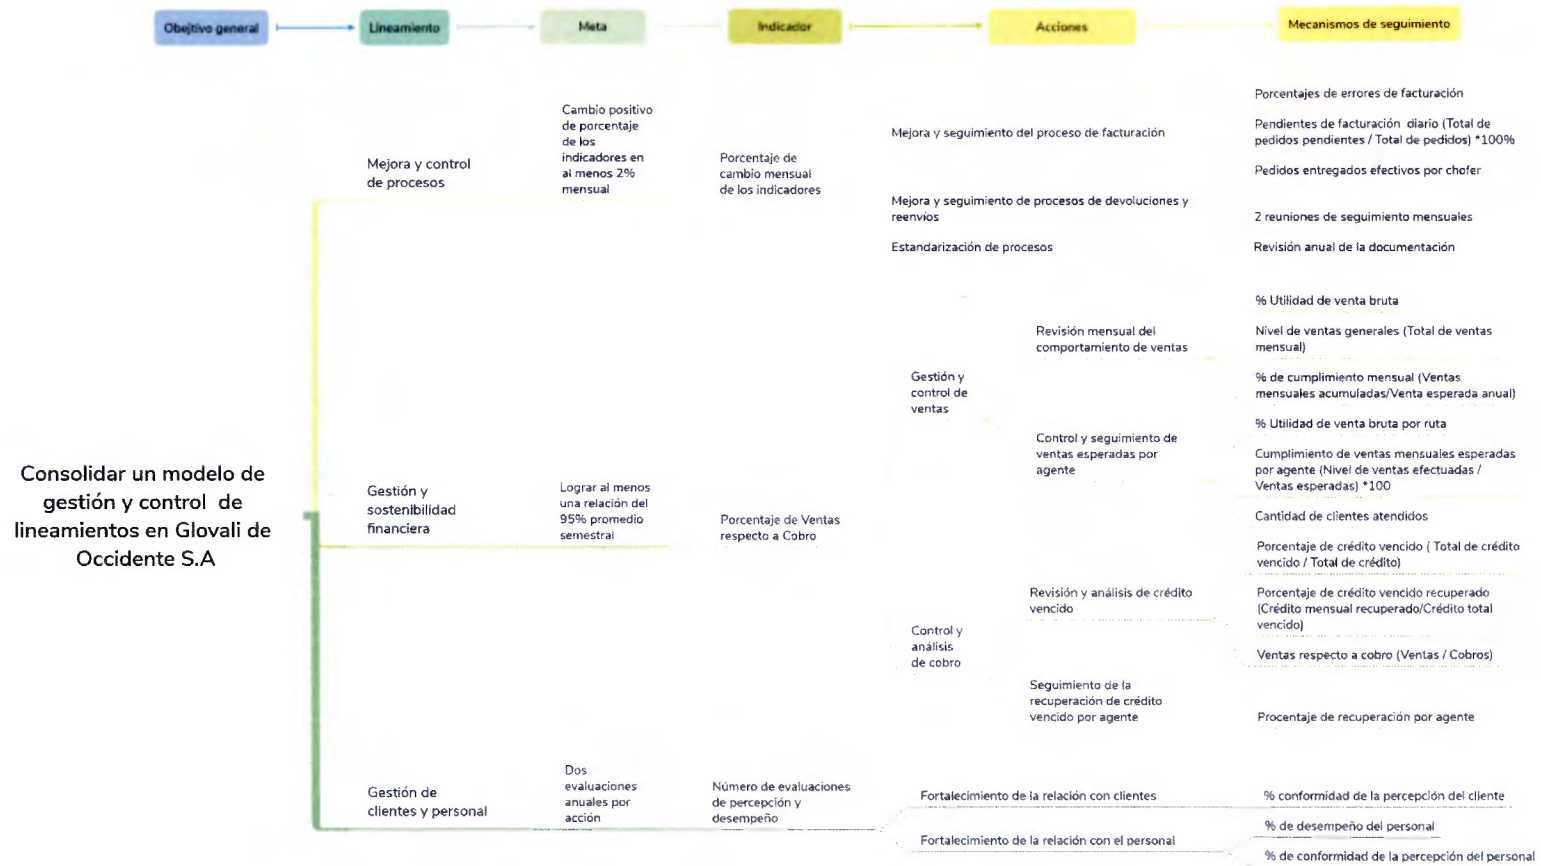 Obejtivo general
Lineamiento
Meta
Indicador
Acciones
Mecanismos de seguimiento
Consolidar un modelo de
gestión y control de
lineamientos en Glovali de
Occidente S.A
Mejora y control
de procesos
Cambio positivo
de porcentaje
de los
indicadores en
al menos 2%
mensual
Porcentaje de
cambio mensual
de los indicadores
Mejora y seguimiento del proceso de facturación
Porcentajes de errores de facturación
Pendientes de facturación diario (Total de
pedidos pendientes / Total de pedidos) *100%
Pedidos entregados efectivos por chofer
Mejora y seguimiento de procesos de devoluciones y
reenvíos
2 reuniones de seguimiento mensuales
Estandarización de procesos
Revisión anual de la documentación
Gestión y
sostenibilidad
financiera
Lograr al menos
una relación del
95% promedio
semestral
Porcentaje de Ventas
respecto a Cobro
Gestión y
control de
ventas
Revisión mensual del
comportamiento de ventas
% Utilidad de venta bruta
Nivel de ventas generales (Total de ventas
mensual)
% de cumplimiento mensual (Ventas
mensuales acumuladas/Venta esperada anual)
Control y seguimiento de
ventas esperadas por
agente
% Utilidad de venta bruta por ruta
Cumplimiento de ventas mensuales esperadas
por agente (Nivel de ventas efectuadas /
Ventas esperadas) *100
Cantidad de clientes atendidos
Control y
análisis
de cobro
Revisión y análisis de crédito
vencido
Porcentaje de crédito vencido ( Total de crédito
vencido / Total de crédito)
Porcentaje de crédito vencido recuperado
(Crédito mensual recuperado/Crédito total
vencido)
Ventas respecto a cobro (Ventas / Cobros)
Seguimiento de la
recuperación de crédito
vencido por agente
Procentaje de recuperación por agente
Gestión de
clientes y personal
Dos
evaluaciones
anuales por
acción
Número de evaluaciones
de percepción y
desempeño
Fortalecimiento de la relación con clientes
% conformidad de la percepción del cliente
Fortalecimiento de la relación con el personal
% de desempeño del personal
% de conformidad de la percepción del personal